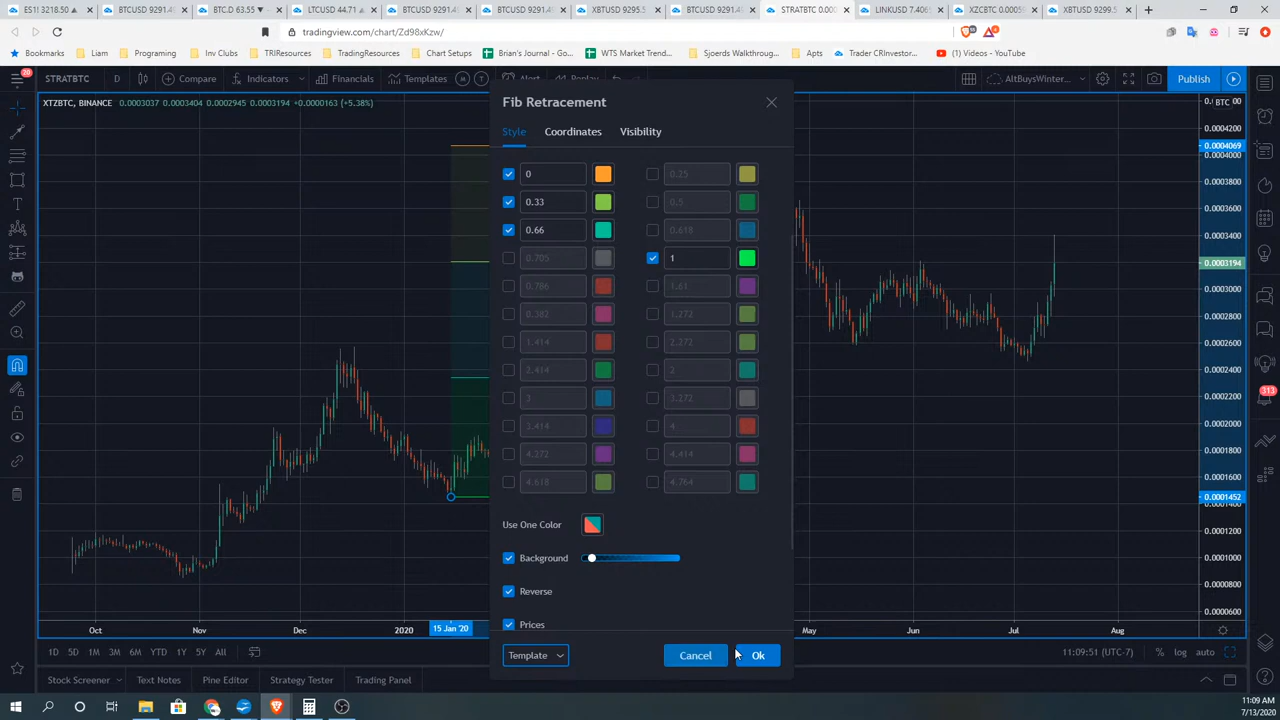 ES1! 3218.50
BTCUSD 9291.4
BTC.D 63.55
LTCUSD 44.71
BTCUSD 9291.
BTCUSD 9291.
XBTUSD 9295.5
BTCUSD 9291.4
STRATBTC 0.000
LINKUSD 7.406
XZCBTC 0.0005
XBTUSD 9299.5
tradingview.com/chart/Zd98xKzw/
Bookmarks
Liam
Programing
Inv Clubs
TRIResources
TradingResources
Chart Setups
Brian's Journal - Go...
WTS Market Trend...
Sjoerds Walkthroug...
Apts
Trader CRInvestor
(1) Videos - YouTube
20
STRATBTC
D
Compare
Indicators
Financials
Templates
Alert
Replay
AltBuysWinter...
Publish
XTZBTC, BINANCE 0.0003037 0.0003404 0.0002945 0.0003194 +0.0000163 (+5.38%)
BTC
0.0004200
0.0004069
0.0004000
0.0003800
0.0003600
0.0003400
0.0003194
0.0003000
0.0002800
0.0002600
0.0002400
0.0002200
0.0002000
0.0001800
0.0001600
0.0001452
0.0001200
0.0001000
0.0000800
0.0000600
313
Fib Retracement
Style Coordinates Visibility
0 0.25
0.33 0.5
0.66 0.618
0.705 1
0.786 1.61
0.382 1.272
1.414 2.272
2.414 2
3 3.272
3.414 4
4.272 4.414
4.618 4.764
Use One Color
Background
Reverse
Prices
Template Cancel Ok
Oct Nov Dec 2020 15 Jan '20 May Jun Jul Aug
1D 5D 1M 3M 6M YTD 1Y 5Y All
11:09:51 (UTC-7) % log auto
Stock Screener Text Notes Pine Editor Strategy Tester Trading Panel
11:09 AM
7/13/2020